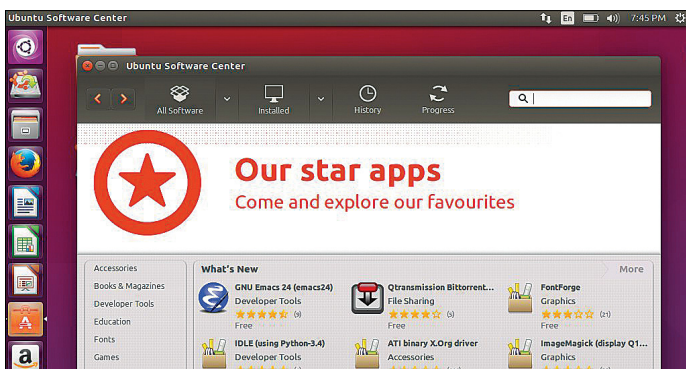 Ubuntu Software Center
En
7:45 PM
Ubuntu Software Center
All Software
Installed
History
Progress
Our star apps
Come and explore our favourites
Accessories
Books & Magazines
Developer Tools
Education
Fonts
Games
What's New
More
GNU Emacs 24 (emacs24)
Developer Tools
(9)
Free
Qtransmission Bittorrent...
File Sharing
(5)
Free
FontForge
Graphics
(21)
Free
IDLE (using Python-3.4)
Developer Tools
ATI binary X.Org driver
Accessories
ImageMagick (display Q1...
Graphics